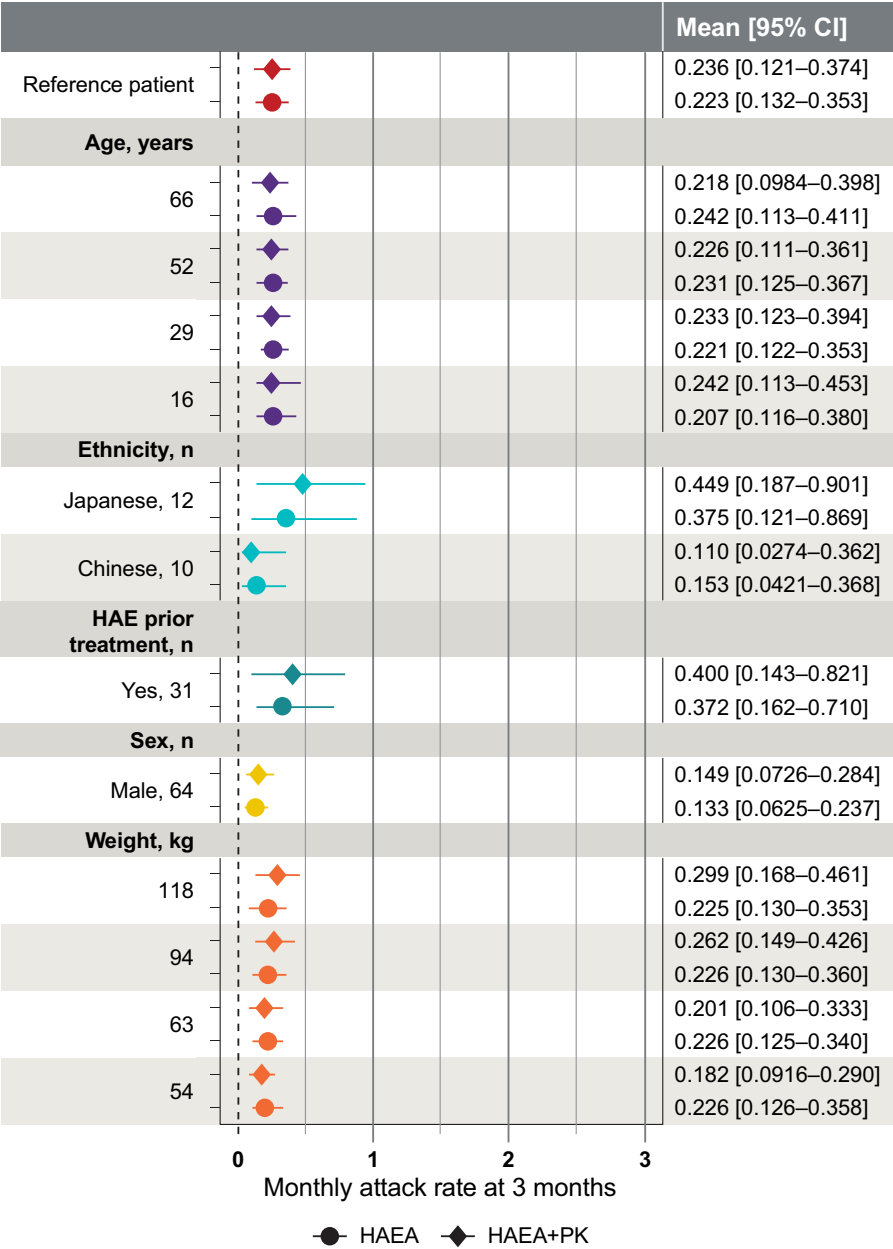 Mean [95% CI]
Reference patient
0.236 [0.121–0.374]
0.223 [0.132–0.353]
Age, years
66
0.218 [0.0984–0.398]
0.242 [0.113–0.411]
52
0.226 [0.111–0.361]
0.231 [0.125–0.367]
29
0.233 [0.123–0.394]
0.221 [0.122–0.353]
16
0.242 [0.113–0.453]
0.207 [0.116–0.380]
Ethnicity, n
Japanese, 12
0.449 [0.187–0.901]
0.375 [0.121–0.869]
Chinese, 10
0.110 [0.0274–0.362]
0.153 [0.0421–0.368]
HAE prior
treatment, n
Yes, 31
0.400 [0.143–0.821]
0.372 [0.162–0.710]
Sex, n
Male, 64
0.149 [0.0726–0.284]
0.133 [0.0625–0.237]
Weight, kg
118
0.299 [0.168–0.461]
0.225 [0.130–0.353]
94
0.262 [0.149–0.426]
0.226 [0.130–0.360]
63
0.201 [0.106–0.333]
0.226 [0.125–0.340]
54
0.182 [0.0916–0.290]
0.226 [0.126–0.358]
0 1 2 3
Monthly attack rate at 3 months
HAEA HAEA+PK